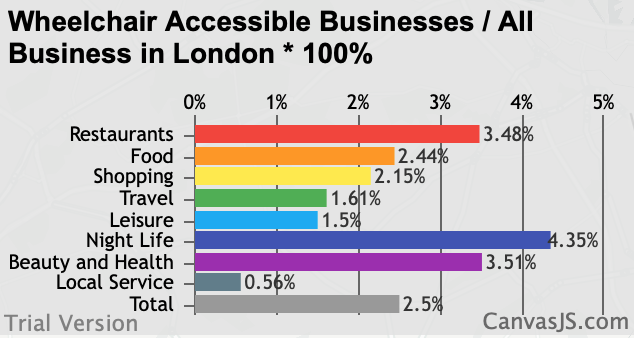 Wheelchair Accessible Businesses / All
Business in London * 100%
0% 1% 2% 3% 4% 5%
Restaurants 3.48%
Food 2.44%
Shopping 2.15%
Travel 1.61%
Leisure 1.5%
Night Life 4.35%
Beauty and Health 3.51%
Local Service 0.56%
Total 2.5%
Trial Version CanvasJS.com